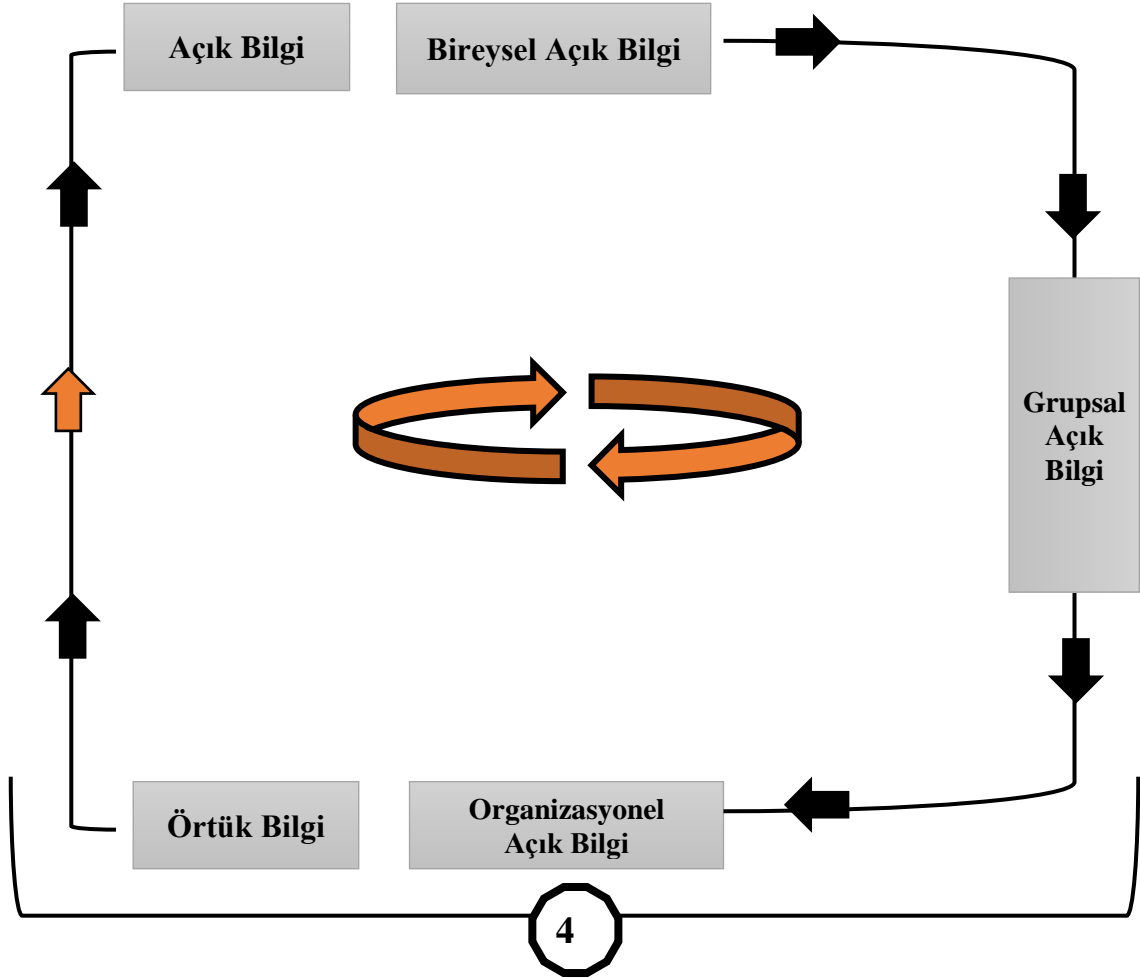 Açık Bilgi
Bireysel Açık Bilgi
Grupsal
Açık
Bilgi
Örtük Bilgi
Organizasyonel
Açık Bilgi
4